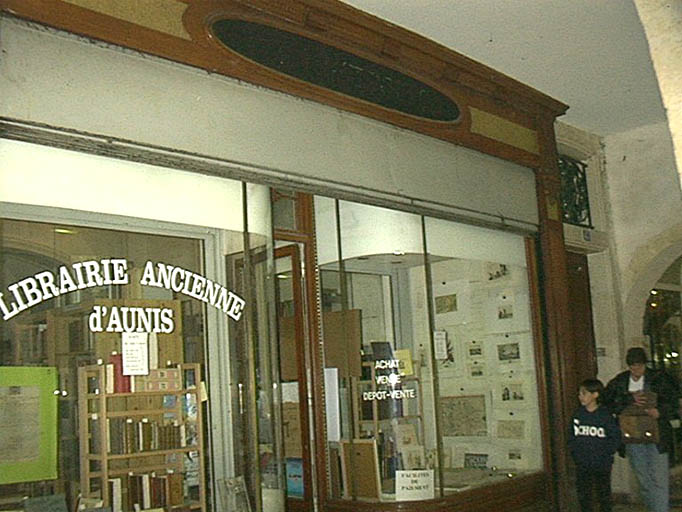 LIBRAIRIE ANCIENNE
d'AUNIS
ACHAT
VENTE
DEPOT-VENTE
FACILITES DE
PAIEMENT
SCHOOL